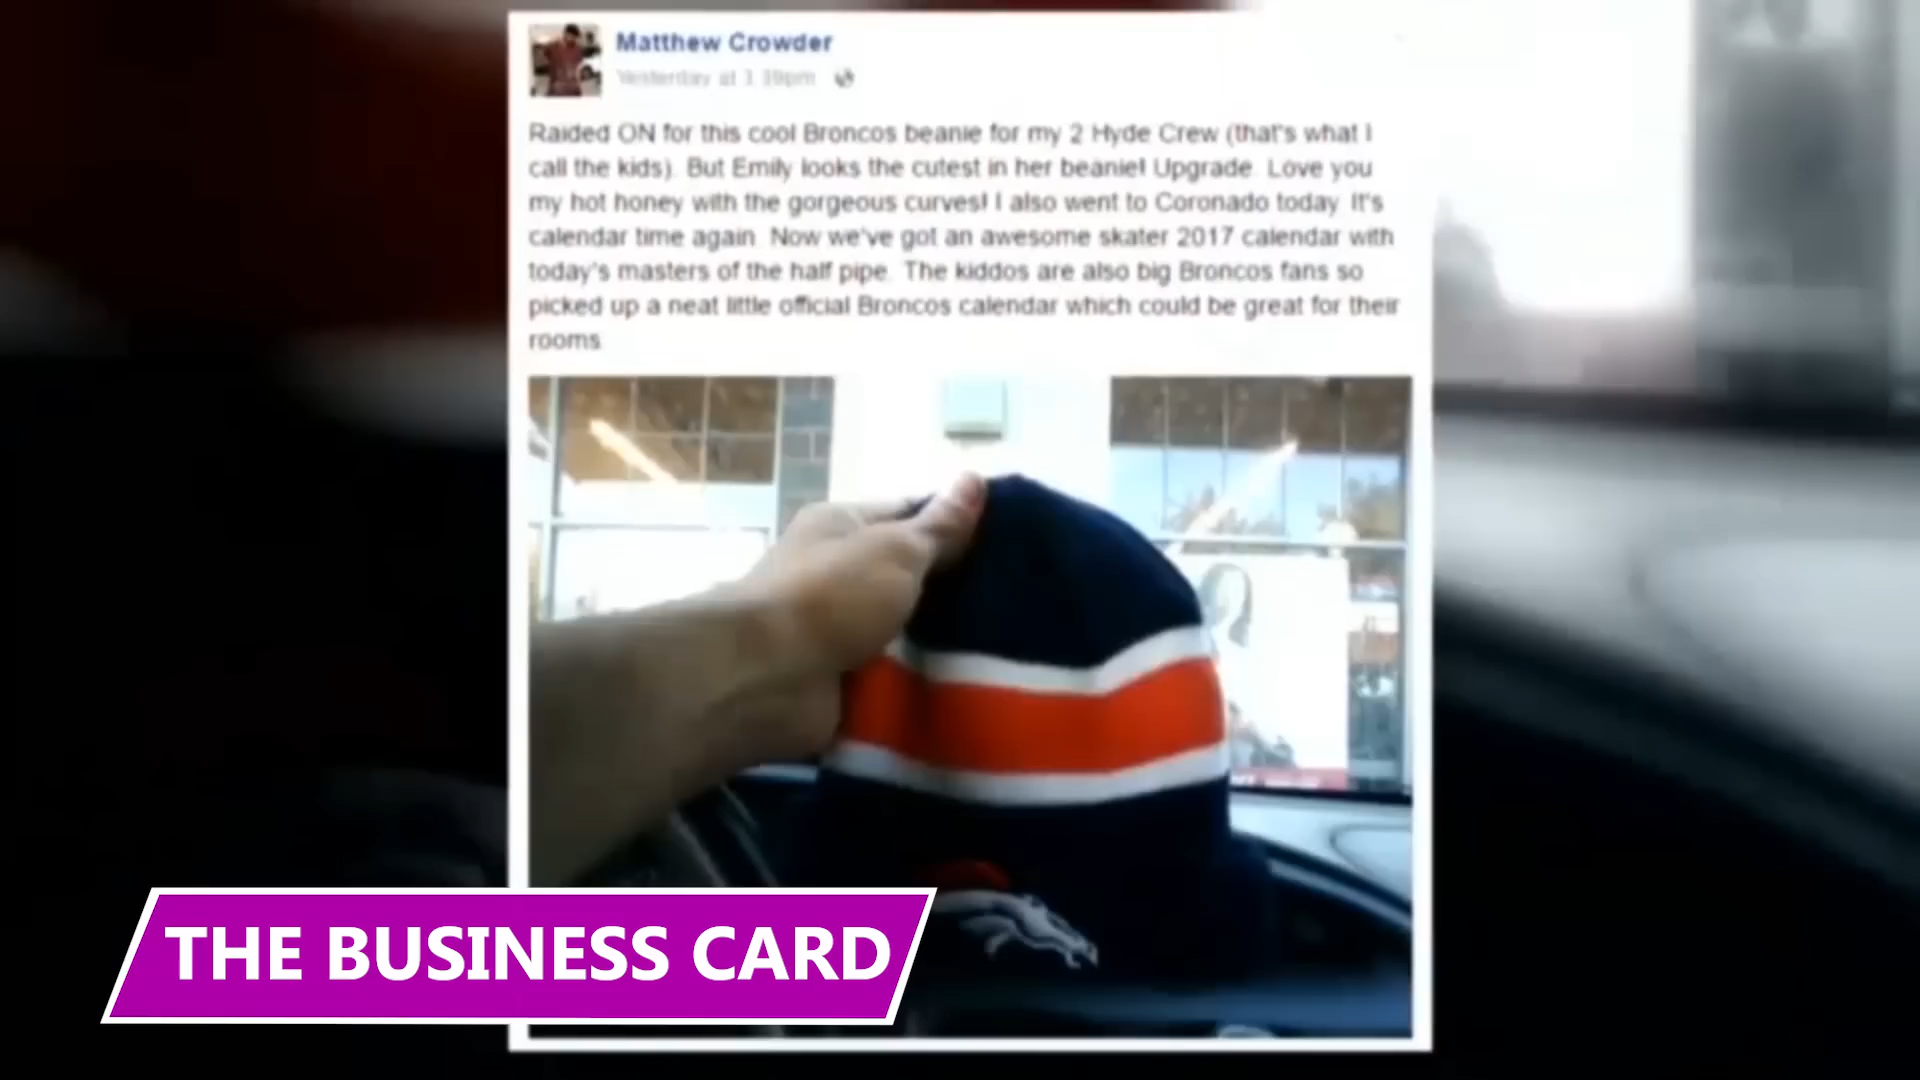 Matthew Crowder
Yesterday at 1:39pm
Raided ON for this cool Broncos beanie for my 2 Hyde Crew (that's what I
call the kids). But Emily looks the cutest in her beanie! Upgrade. Love you
my hot honey with the gorgeous curves! I also went to Coronado today. It's
calendar time again. Now we've got an awesome skater 2017 calendar with
today's masters of the half pipe. The kiddos are also big Broncos fans so
picked up a neat little official Broncos calendar which could be great for their
rooms.
THE BUSINESS CARD